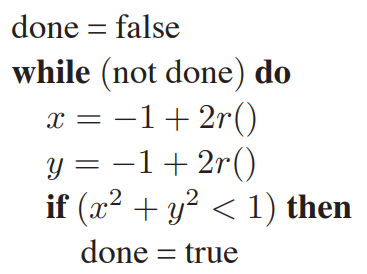 done = false
while (not done) do
x = −1 + 2r()
y = −1 + 2r()
if (x² + y² < 1) then
done = true